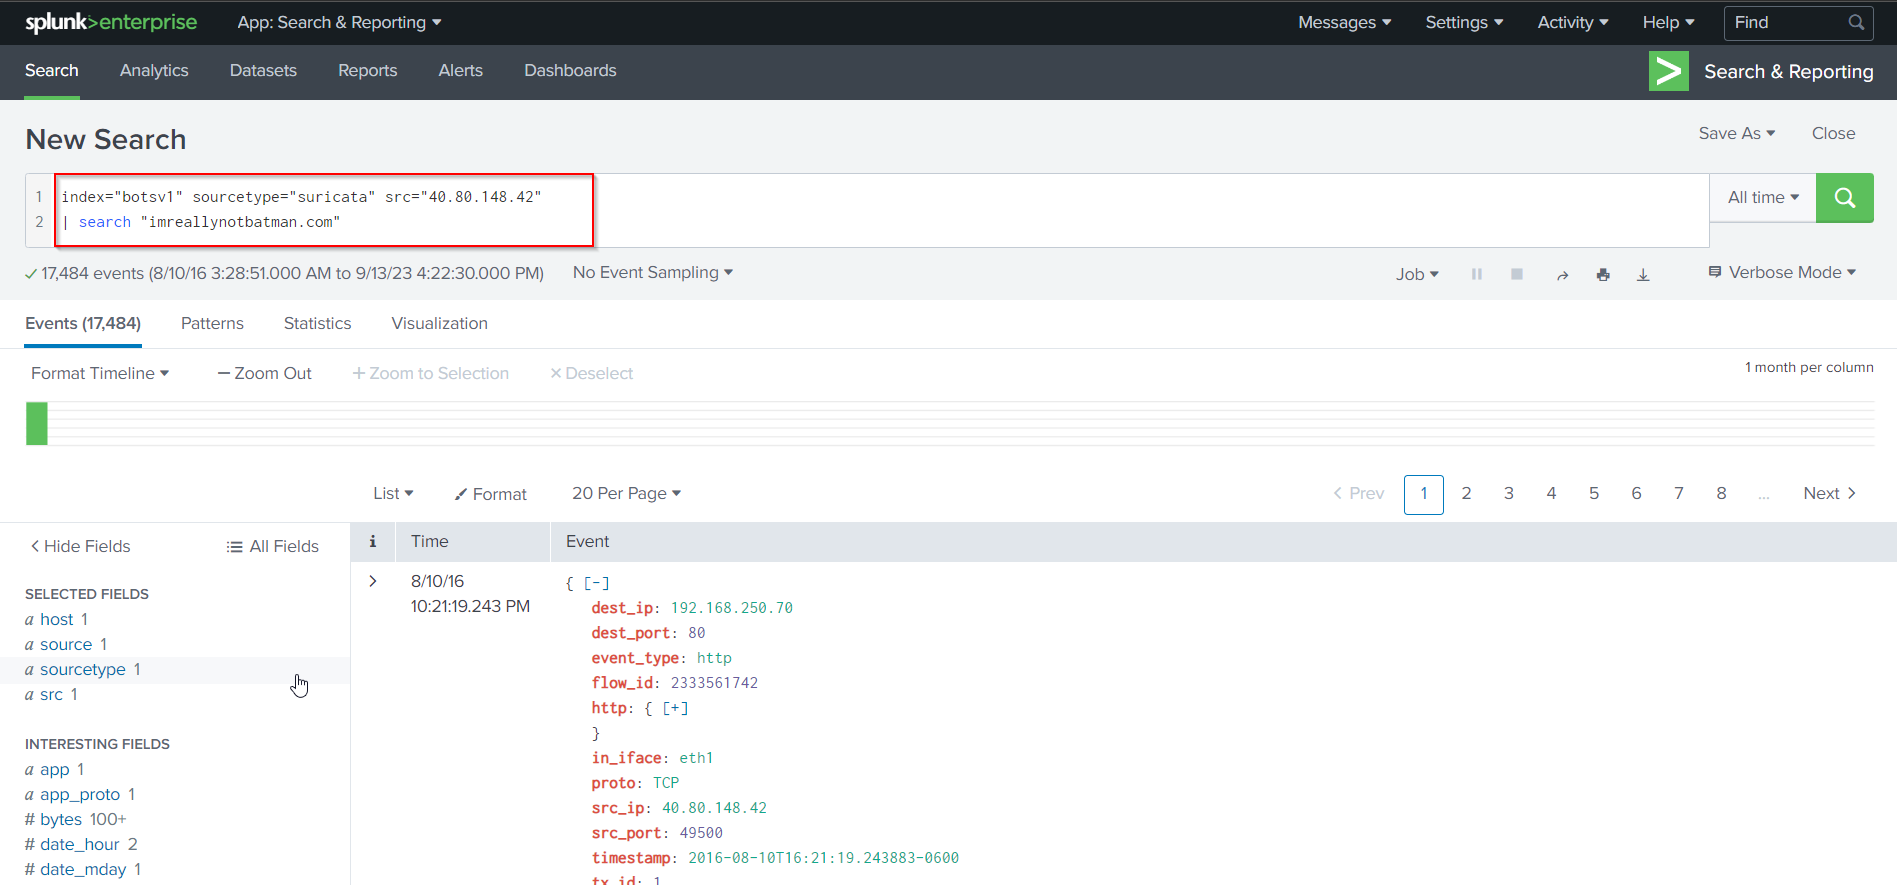 splunk>enterprise App: Search & Reporting Messages Settings Activity Help Find
Search Analytics Datasets Reports Alerts Dashboards Search & Reporting
New Search Save As Close
1 index="botsv1" sourcetype="suricata" src="40.80.148.42" All time
2 | search "imreallynotbatman.com"
17,484 events (8/10/16 3:28:51.000 AM to 9/13/23 4:22:30.000 PM) No Event Sampling Job Verbose Mode
Events (17,484) Patterns Statistics Visualization
Format Timeline — Zoom Out + Zoom to Selection × Deselect 1 month per column
List Format 20 Per Page < Prev 1 2 3 4 5 6 7 8 ... Next >
< Hide Fields All Fields i Time Event
SELECTED FIELDS
a host 1
a source 1
a sourcetype 1
a src 1
INTERESTING FIELDS
a app 1
a app_proto 1
# bytes 100+
# date_hour 2
# date_mday 1
> 8/10/16
10:21:19.243 PM
{ [-]
dest_ip: 192.168.250.70
dest_port: 80
event_type: http
flow_id: 2333561742
http: { [+]
}
in_iface: eth1
proto: TCP
src_ip: 40.80.148.42
src_port: 49500
timestamp: 2016-08-10T16:21:19.243883-0600
tx_id: 1